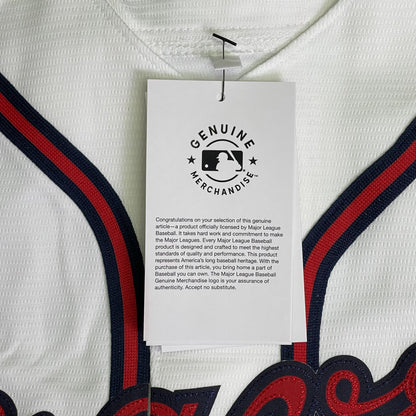 GENUINE
MERCHANDISE™
Congratulations on your selection of this genuine
article—a product officially licensed by Major League
Baseball. It takes hard work and commitment to make
the Major Leagues. Every Major League Baseball
product is designed and crafted to meet the highest
standards of quality and performance. This product
represents America's long baseball heritage. With the
purchase of this article, you bring home a part of
Baseball you can own. The Major League Baseball
Genuine Merchandise logo is your assurance of
authenticity. Accept no substitute.